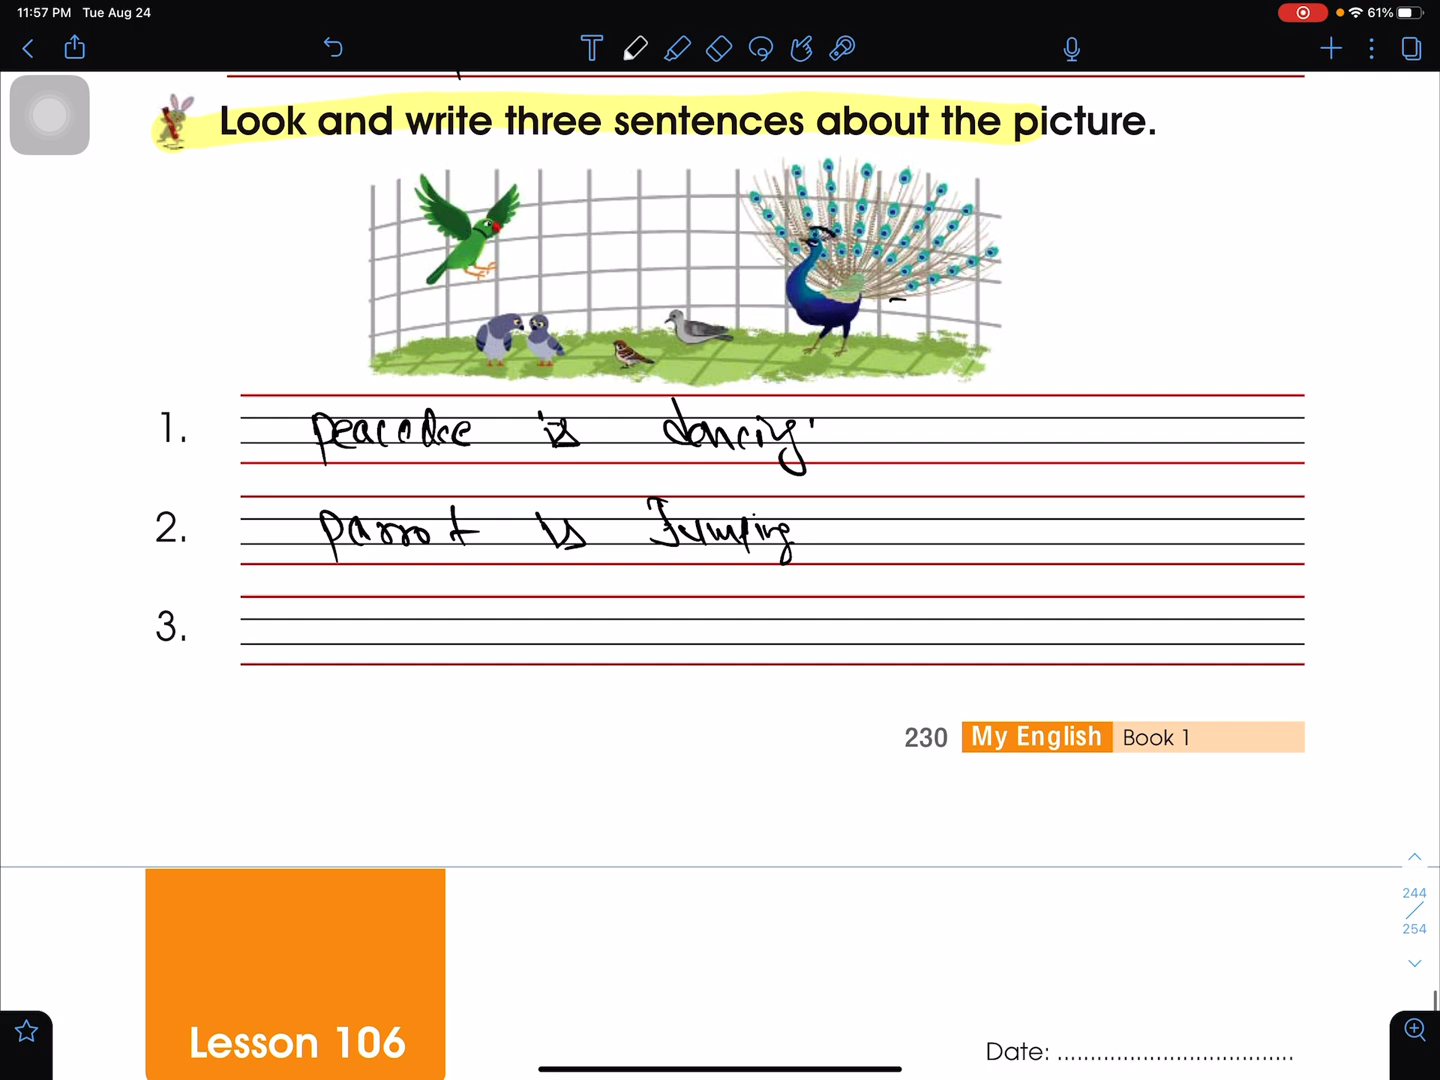 11:57 PM Tue Aug 24
61%
Look and write three sentences about the picture.
1. is dancing.
2. parrot is Jumping
3.
230 My English Book 1
244
254
Lesson 106
Date: ....................................